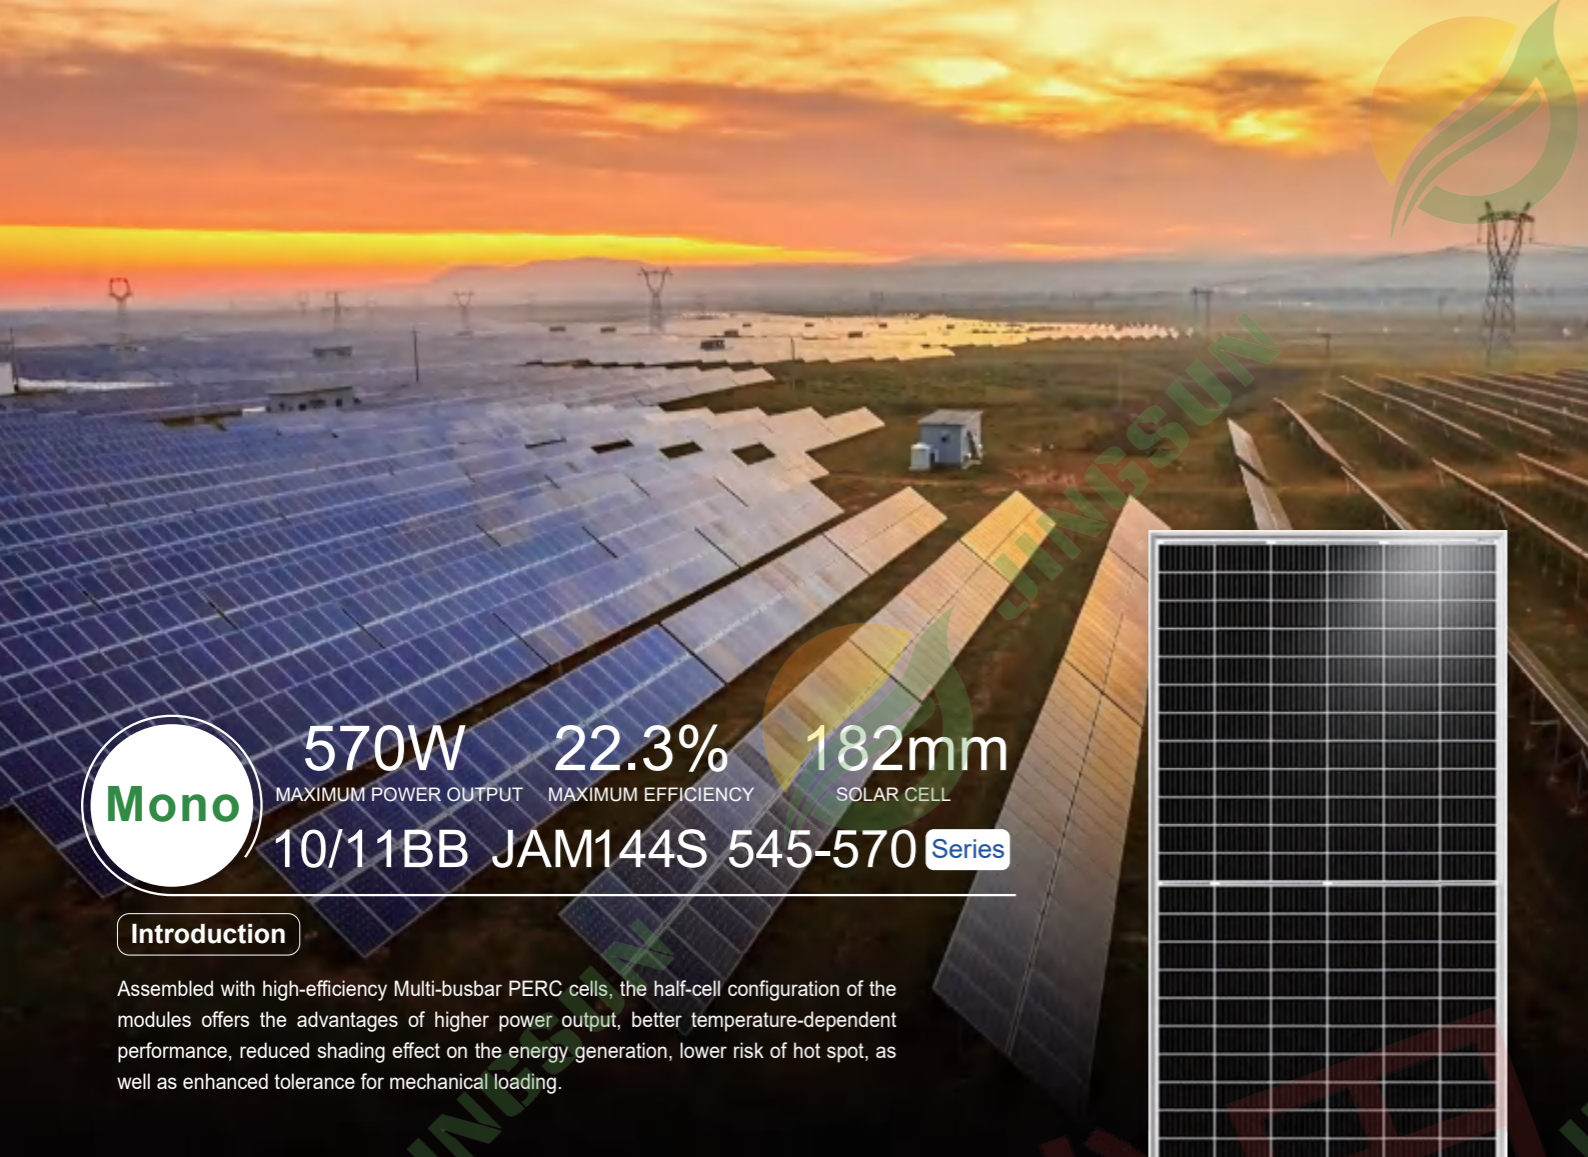 JINGSUN
570W 22.3% 182mm
MAXIMUM POWER OUTPUT MAXIMUM EFFICIENCY SOLAR CELL
Mono
10/11BB JAM144S 545-570 Series
Introduction
Assembled with high-efficiency Multi-busbar PERC cells, the half-cell configuration of the
modules offers the advantages of higher power output, better temperature-dependent
performance, reduced shading effect on the energy generation, lower risk of hot spot, as
well as enhanced tolerance for mechanical loading.
JINGSUN